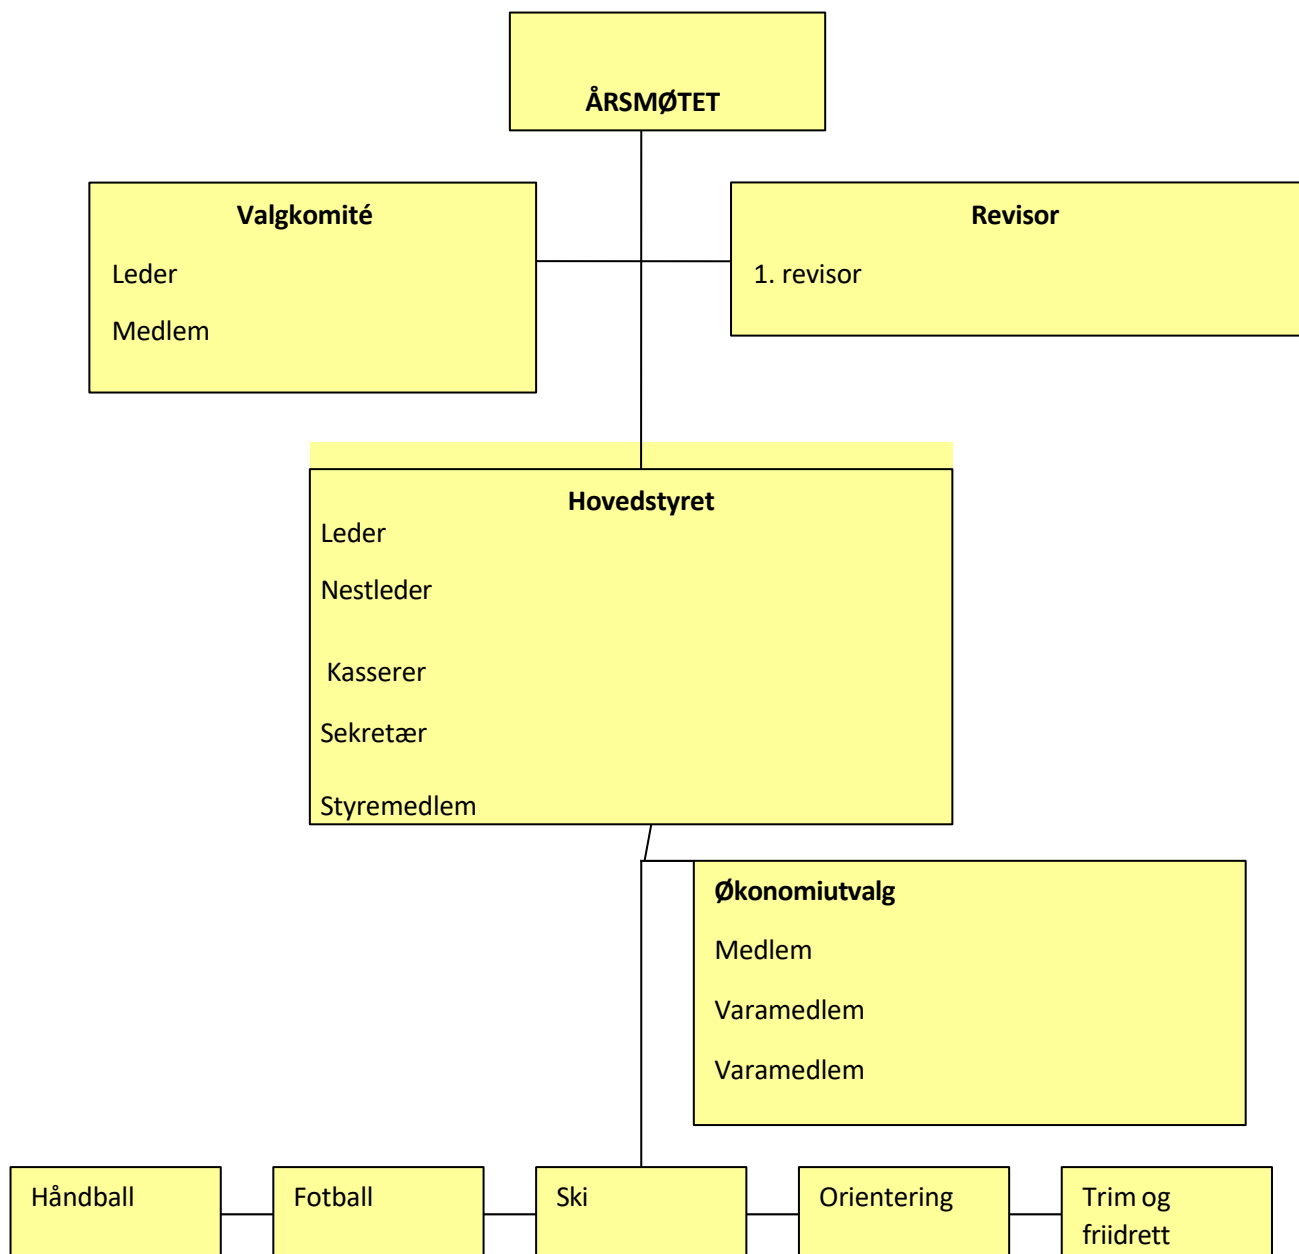 ÅRSMØTET
Valgkomité
Leder
Medlem
Revisor
1. revisor
Hovedstyret
Leder
Nestleder
Kasserer
Sekretær
Styremedlem
Økonomiutvalg
Medlem
Varamedlem
Varamedlem
Håndball
Fotball
Ski
Orientering
Trim og
friidrett